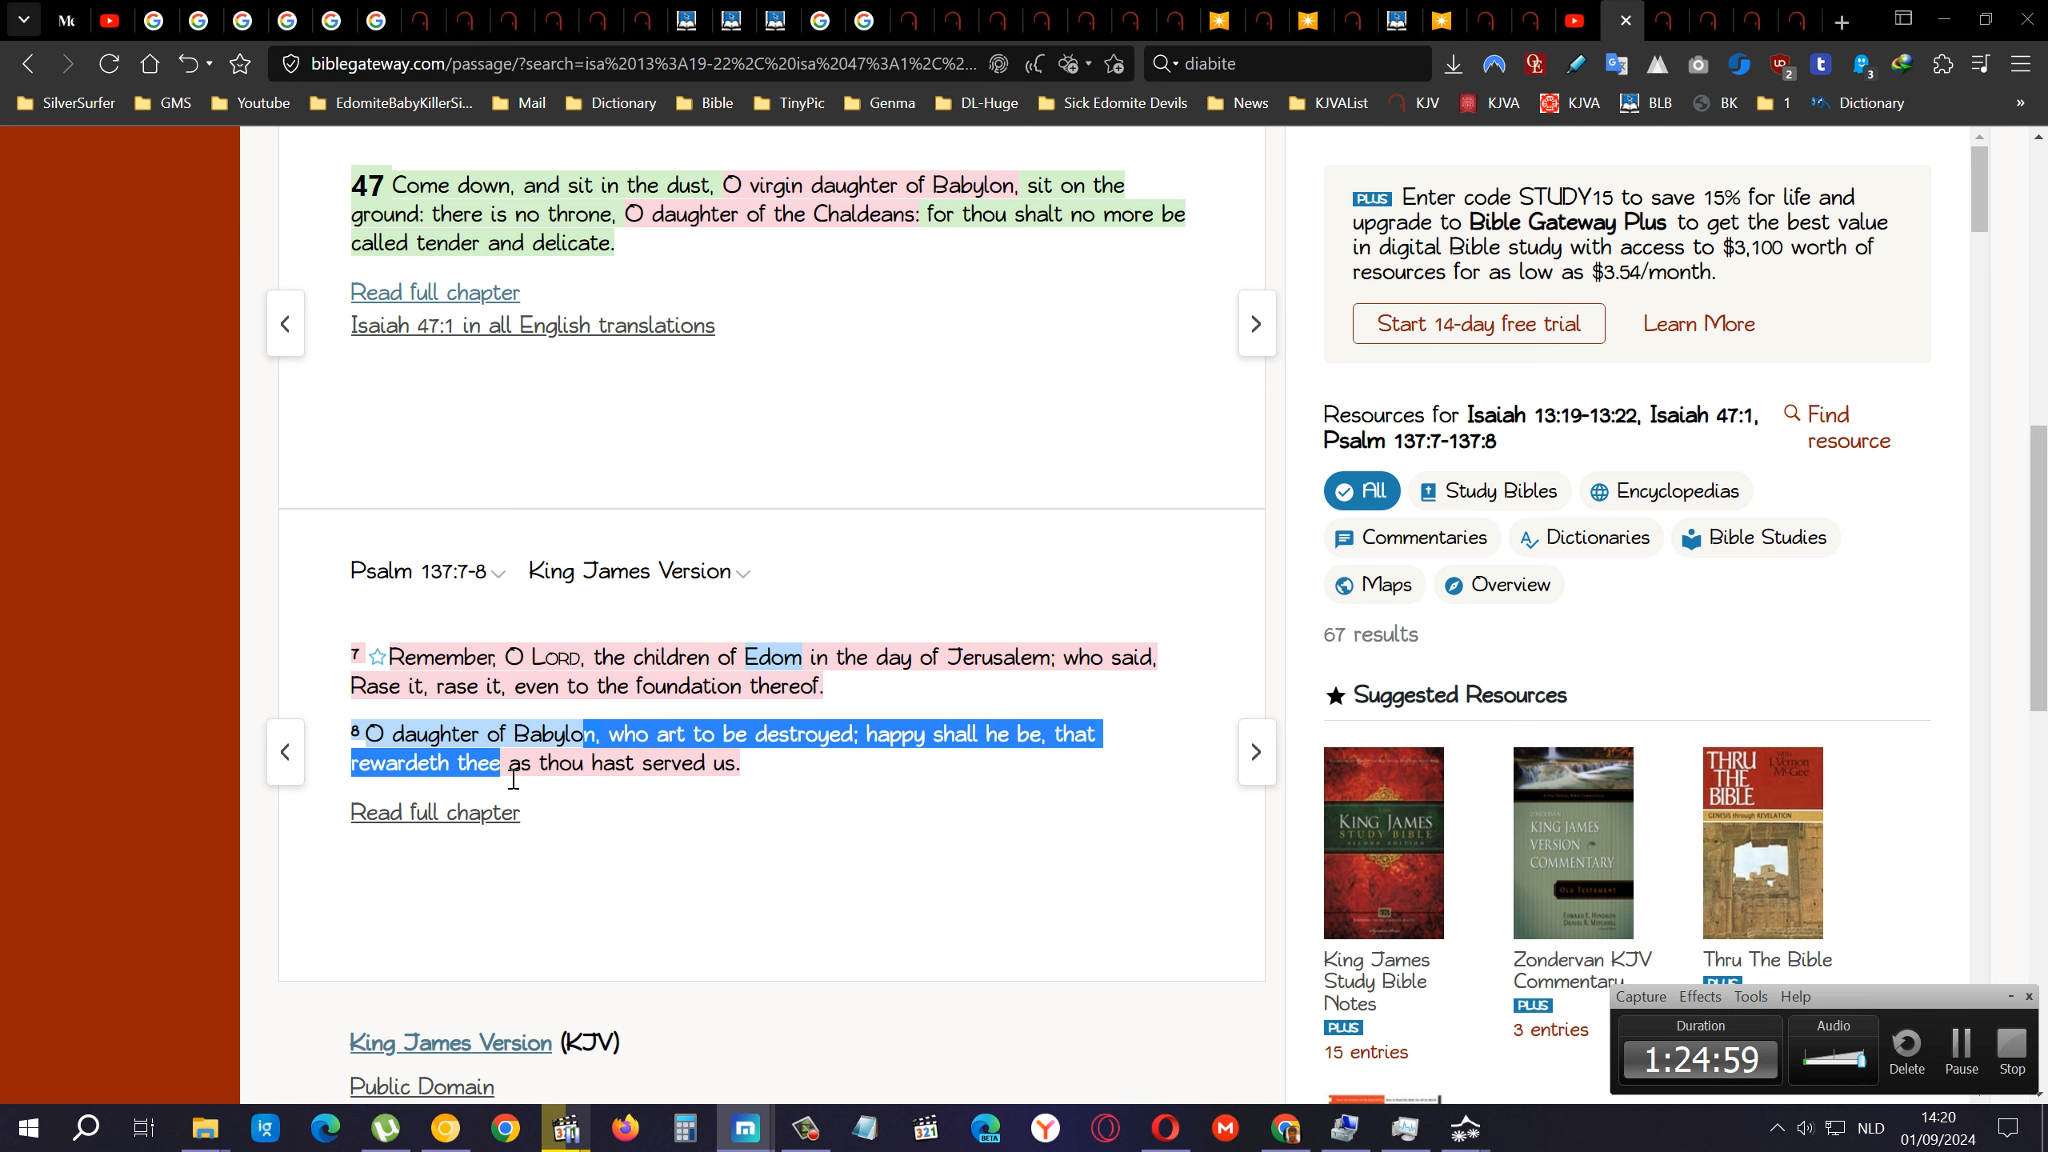 biblegateway.com/passage/?search=isa%2013%3A19-22%2C%20isa%2047%3A1%2C%2...
diabite
SilverSurfer
GMS
Youtube
EdomiteBabyKillerSi...
Mail
Dictionary
Bible
TinyPic
Genma
DL-Huge
Sick Edomite Devils
News
KJVAList
KJV
KJVA
KJVA
BLB
BK
1
Dictionary
»
47 Come down, and sit in the dust, O virgin daughter of Babylon, sit on the
ground: there is no throne, O daughter of the Chaldeans: for thou shalt no more be
called tender and delicate.
Read full chapter
Isaiah 47:1 in all English translations
Psalm 137:7-8 King James Version
7 Remember, O LORD, the children of Edom in the day of Jerusalem; who said,
Rase it, rase it, even to the foundation thereof.
8 O daughter of Babylon, who art to be destroyed; happy shall he be, that
rewardeth thee as thou hast served us.
Read full chapter
King James Version (KJV)
Public Domain
PLUS Enter code STUDY15 to save 15% for life and
upgrade to Bible Gateway Plus to get the best value
in digital Bible study with access to $3,100 worth of
resources for as low as $3.54/month.
Start 14-day free trial
Learn More
Resources for Isaiah 13:19-13:22, Isaiah 47:1,
Psalm 137:7-137:8
Find
resource
All
Study Bibles
Encyclopedias
Commentaries
Dictionaries
Bible Studies
Maps
Overview
67 results
Suggested Resources
KING JAMES
STUDY BIBLE
SECOND EDITION
KING JAMES
VERSION
COMMENTARY
OLD TESTAMENT
THRU
THE
BIBLE
J. Vernon
McGee
GENESIS through REVELATION
King James
Study Bible
Notes
PLUS
15 entries
Zondervan KJV
Commentary
PLUS
3 entries
Thru The Bible
PLUS
Capture Effects Tools Help
Duration
1:24:59
Audio
Delete
Pause
Stop
NLD
14:20
01/09/2024